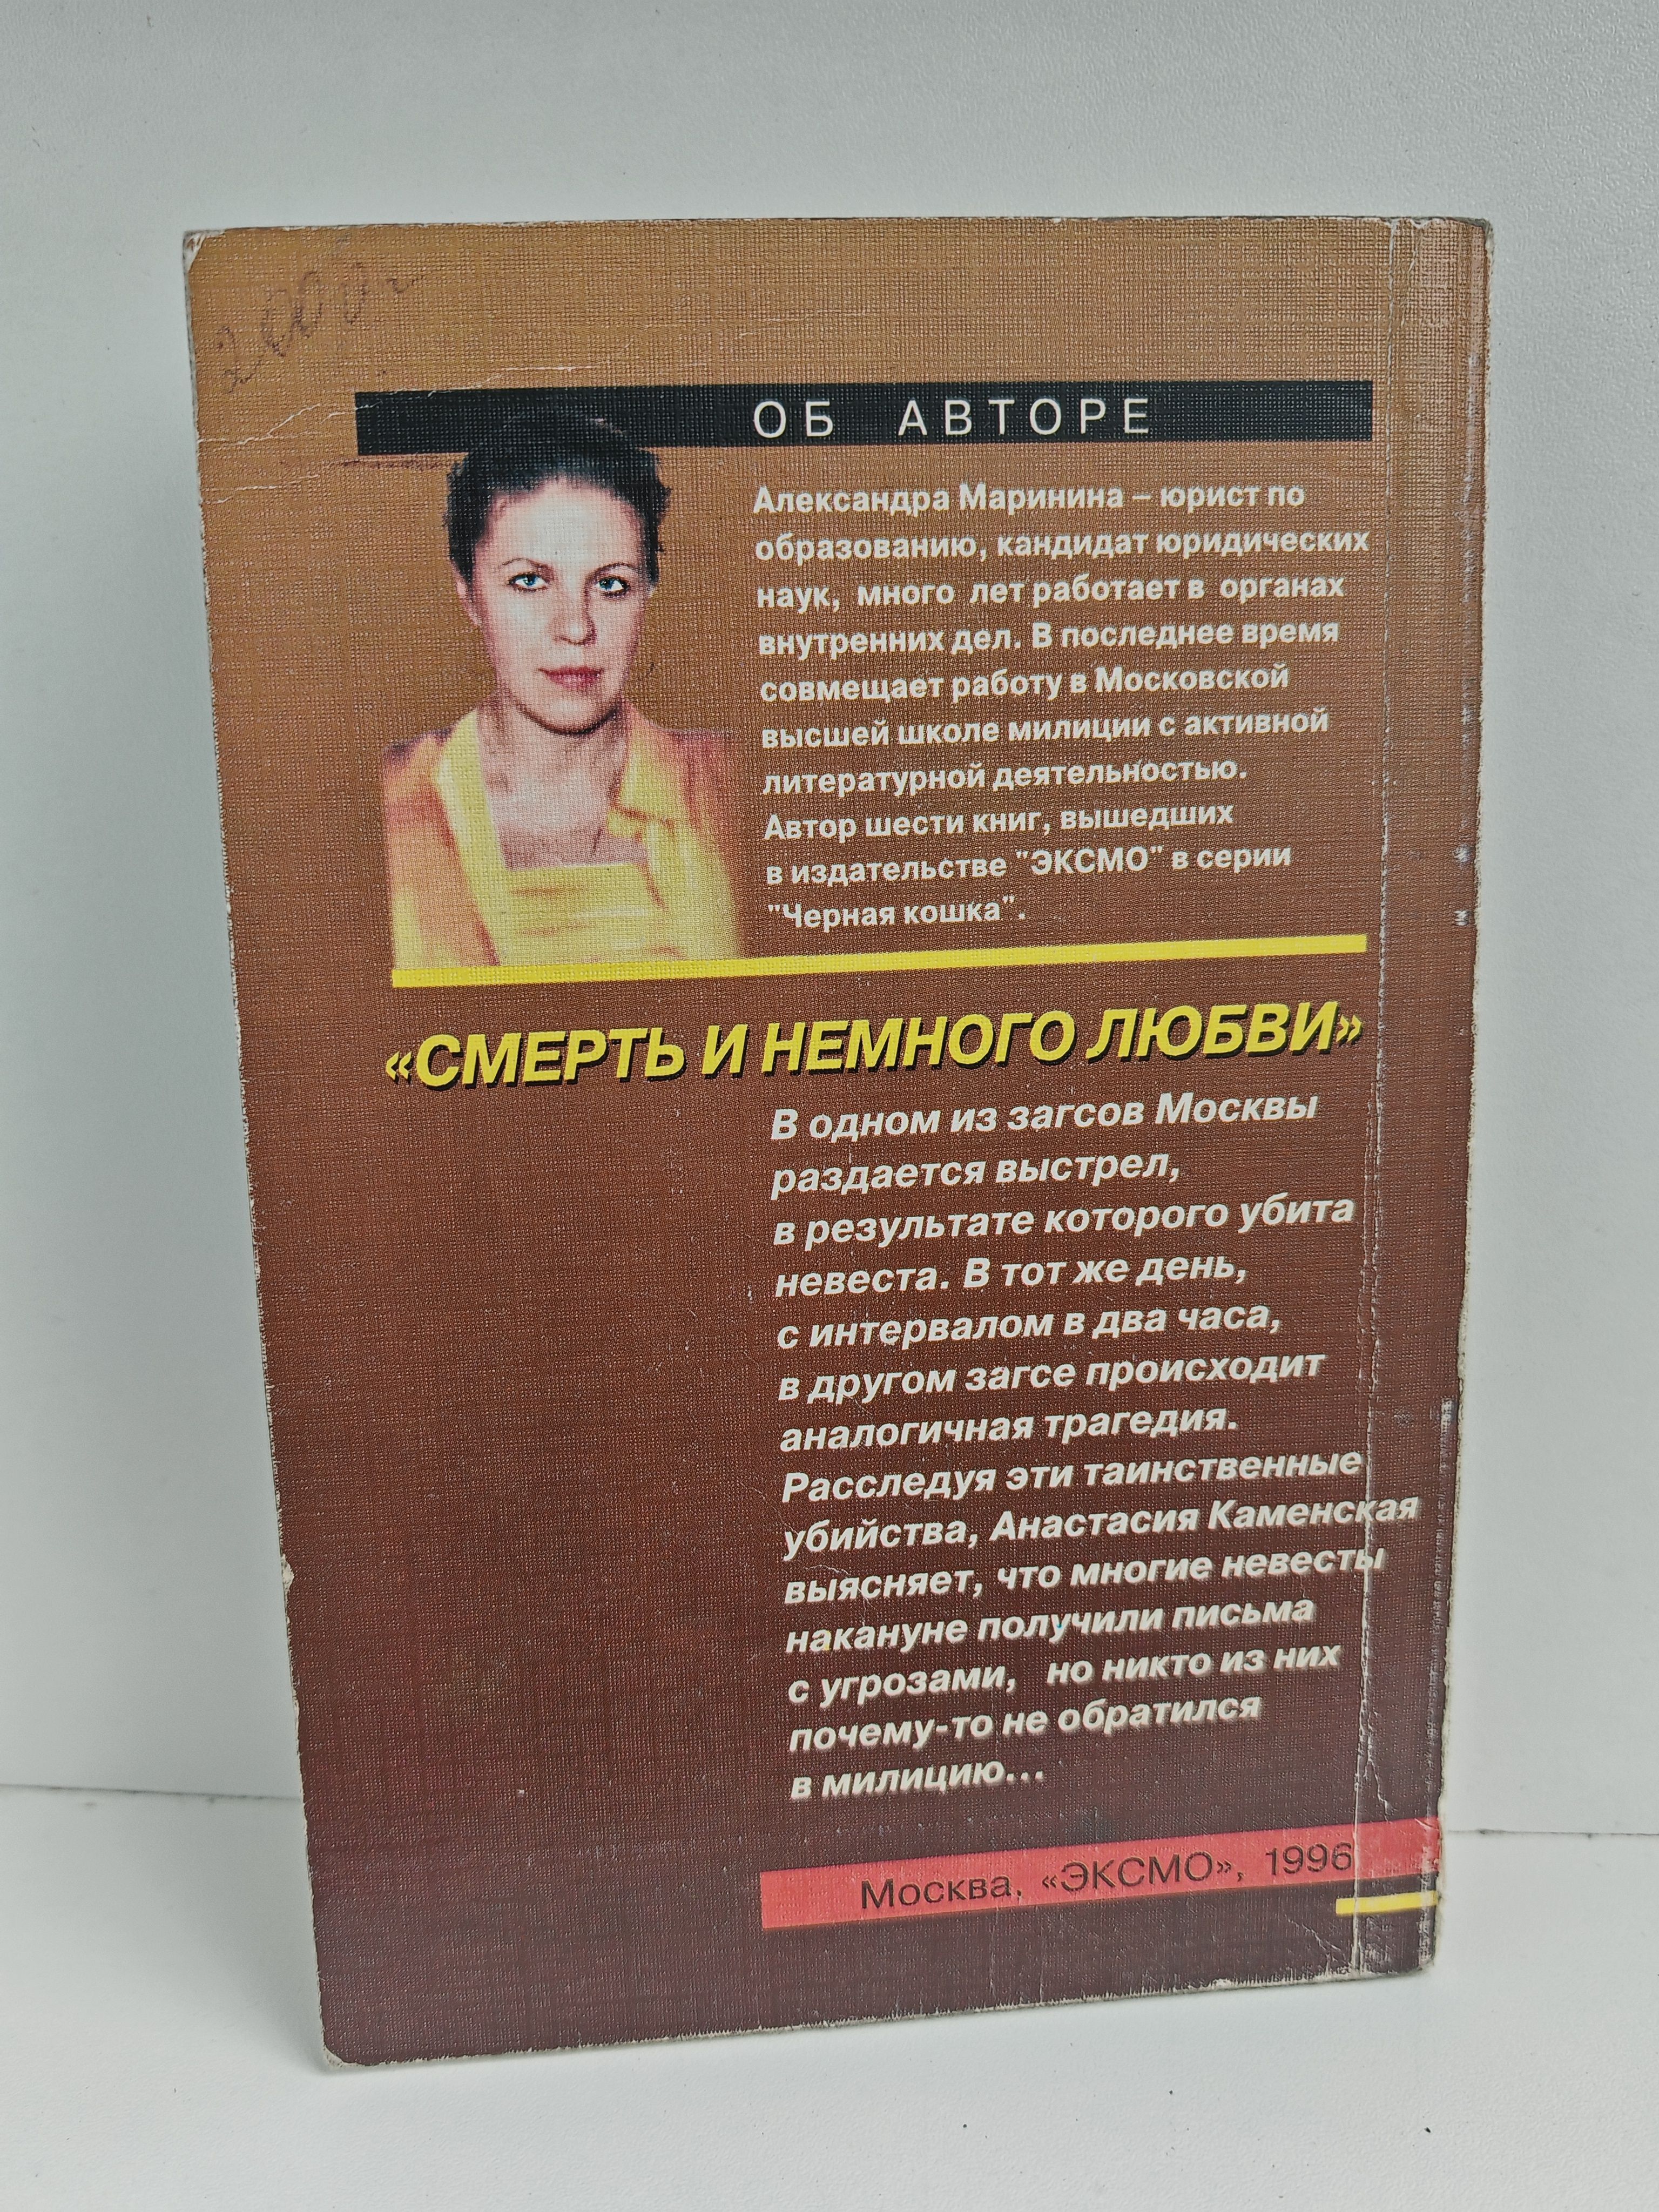 ОБ АВТОРЕ
Александра Маринина – юрист по
образованию, кандидат юридических
наук, много лет работает в органах
внутренних дел. В последнее время
совмещает работу в Московской
высшей школе милиции с активной
литературной деятельностью.
Автор шести книг, вышедших
в издательстве "ЭКСМО" в серии
"Черная кошка".
«СМЕРТЬ И НЕМНОГО ЛЮБВИ»
В одном из загсов Москвы
раздается выстрел,
в результате которого убита
невеста. В тот же день,
с интервалом в два часа,
в другом загсе происходит
аналогичная трагедия.
Расследуя эти таинственные
убийства, Анастасия Каменская
выясняет, что многие невесты
накануне получили письма
с угрозами, но никто из них
почему-то не обратился
в милицию...
Москва, «ЭКСМО», 1996